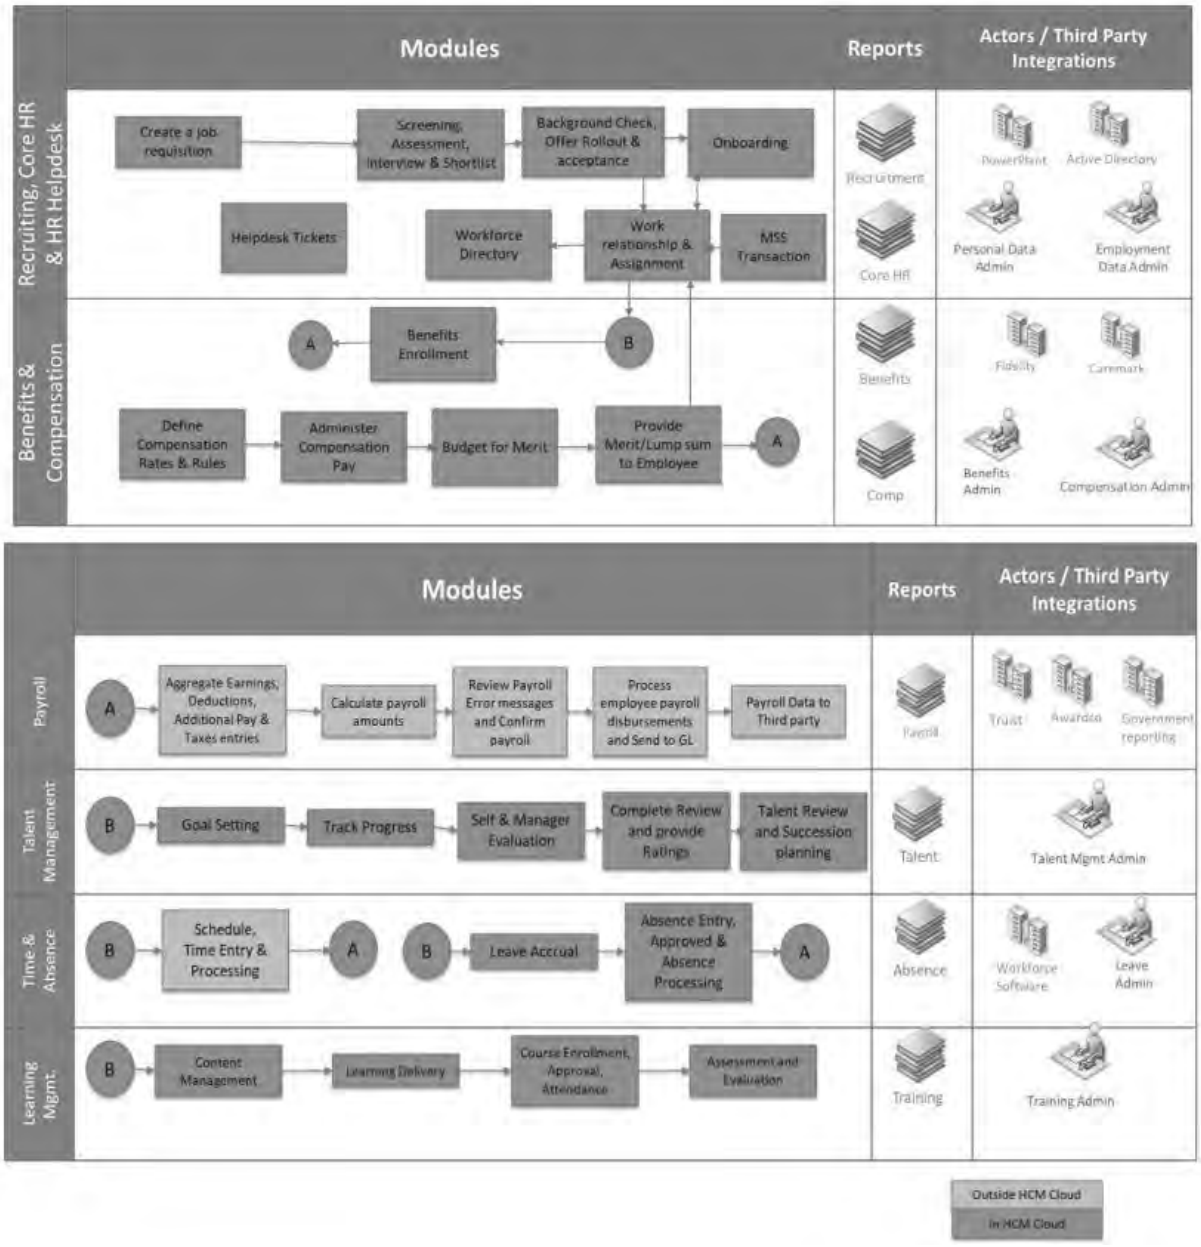 Modules
Reports
Actors / Third Party
Integrations
Recruiting, Core HR
& HR Helpdesk
Create a job
requisition
Screening,
Assessment,
Interview & Shortlist
Background Check,
Offer Rollout &
acceptance
Onboarding
Recruitment
PowerPlant
Active Directory
Helpdesk Tickets
Workforce
Directory
Work
relationship &
Assignment
MSS
Transaction
Core HR
Personal Data
Admin
Employment
Data Admin
Benefits &
Compensation
A
Benefits
Enrollment
B
Benefits
Fidelity
Caremark
Define
Compensation
Rates & Rules
Administer
Compensation
Pay
Budget for Merit
Provide
Merit/Lump sum
to Employee
A
Comp
Benefits
Admin
Compensation Admin
Modules
Reports
Actors / Third Party
Integrations
Payroll
A
Aggregate Earnings,
Deductions,
Additional Pay &
Taxes entries
Calculate payroll
amounts
Review Payroll
Error messages
and Confirm
payroll
Process
employee payroll
disbursements
and Send to GL
Payroll Data to
Third party
Payroll
Truist
Awardco
Government
reporting
Talent
Management
B
Goal Setting
Track Progress
Self & Manager
Evaluation
Complete Review
and provide
Ratings
Talent Review
and Succession
planning
Talent
Talent Mgmt Admin
Time &
Absence
B
Schedule,
Time Entry &
Processing
A
B
Leave Accrual
Absence Entry,
Approved &
Absence
Processing
A
Absence
Workforce
Software
Leave
Admin
Learning
Mgmt.
B
Content
Management
Learning Delivery
Course Enrollment,
Approval,
Attendance
Assessment and
Evaluation
Training
Training Admin
Outside HCM Cloud
In HCM Cloud